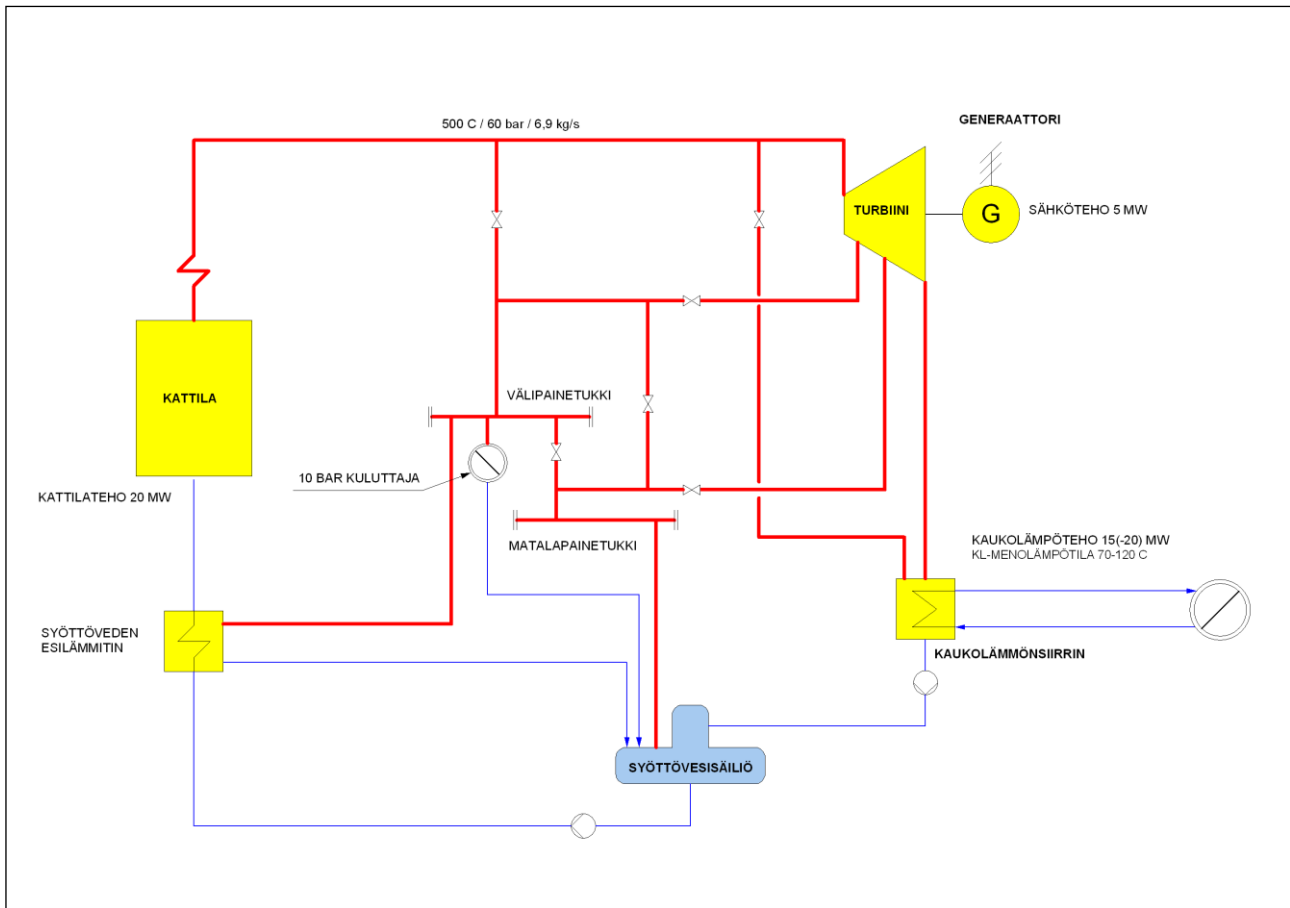 500 C / 60 bar / 6,9 kg/s
GENERAATTORI
TURBIINI
G
SÄHKÖTEHO 5 MW
KATTILA
VÄLIPAINETUKKI
10 BAR KULUTTAJA
KATTILATEHO 20 MW
MATALAPAINETUKKI
KAUKOLÄMPÖTEHO 15(-20) MW
KL-MENOLÄMPÖTILA 70-120 C
SYÖTTÖVEDEN
ESILÄMMITIN
KAUKOLÄMMÖNSIIRRIN
SYÖTTÖVESISÄILIÖ